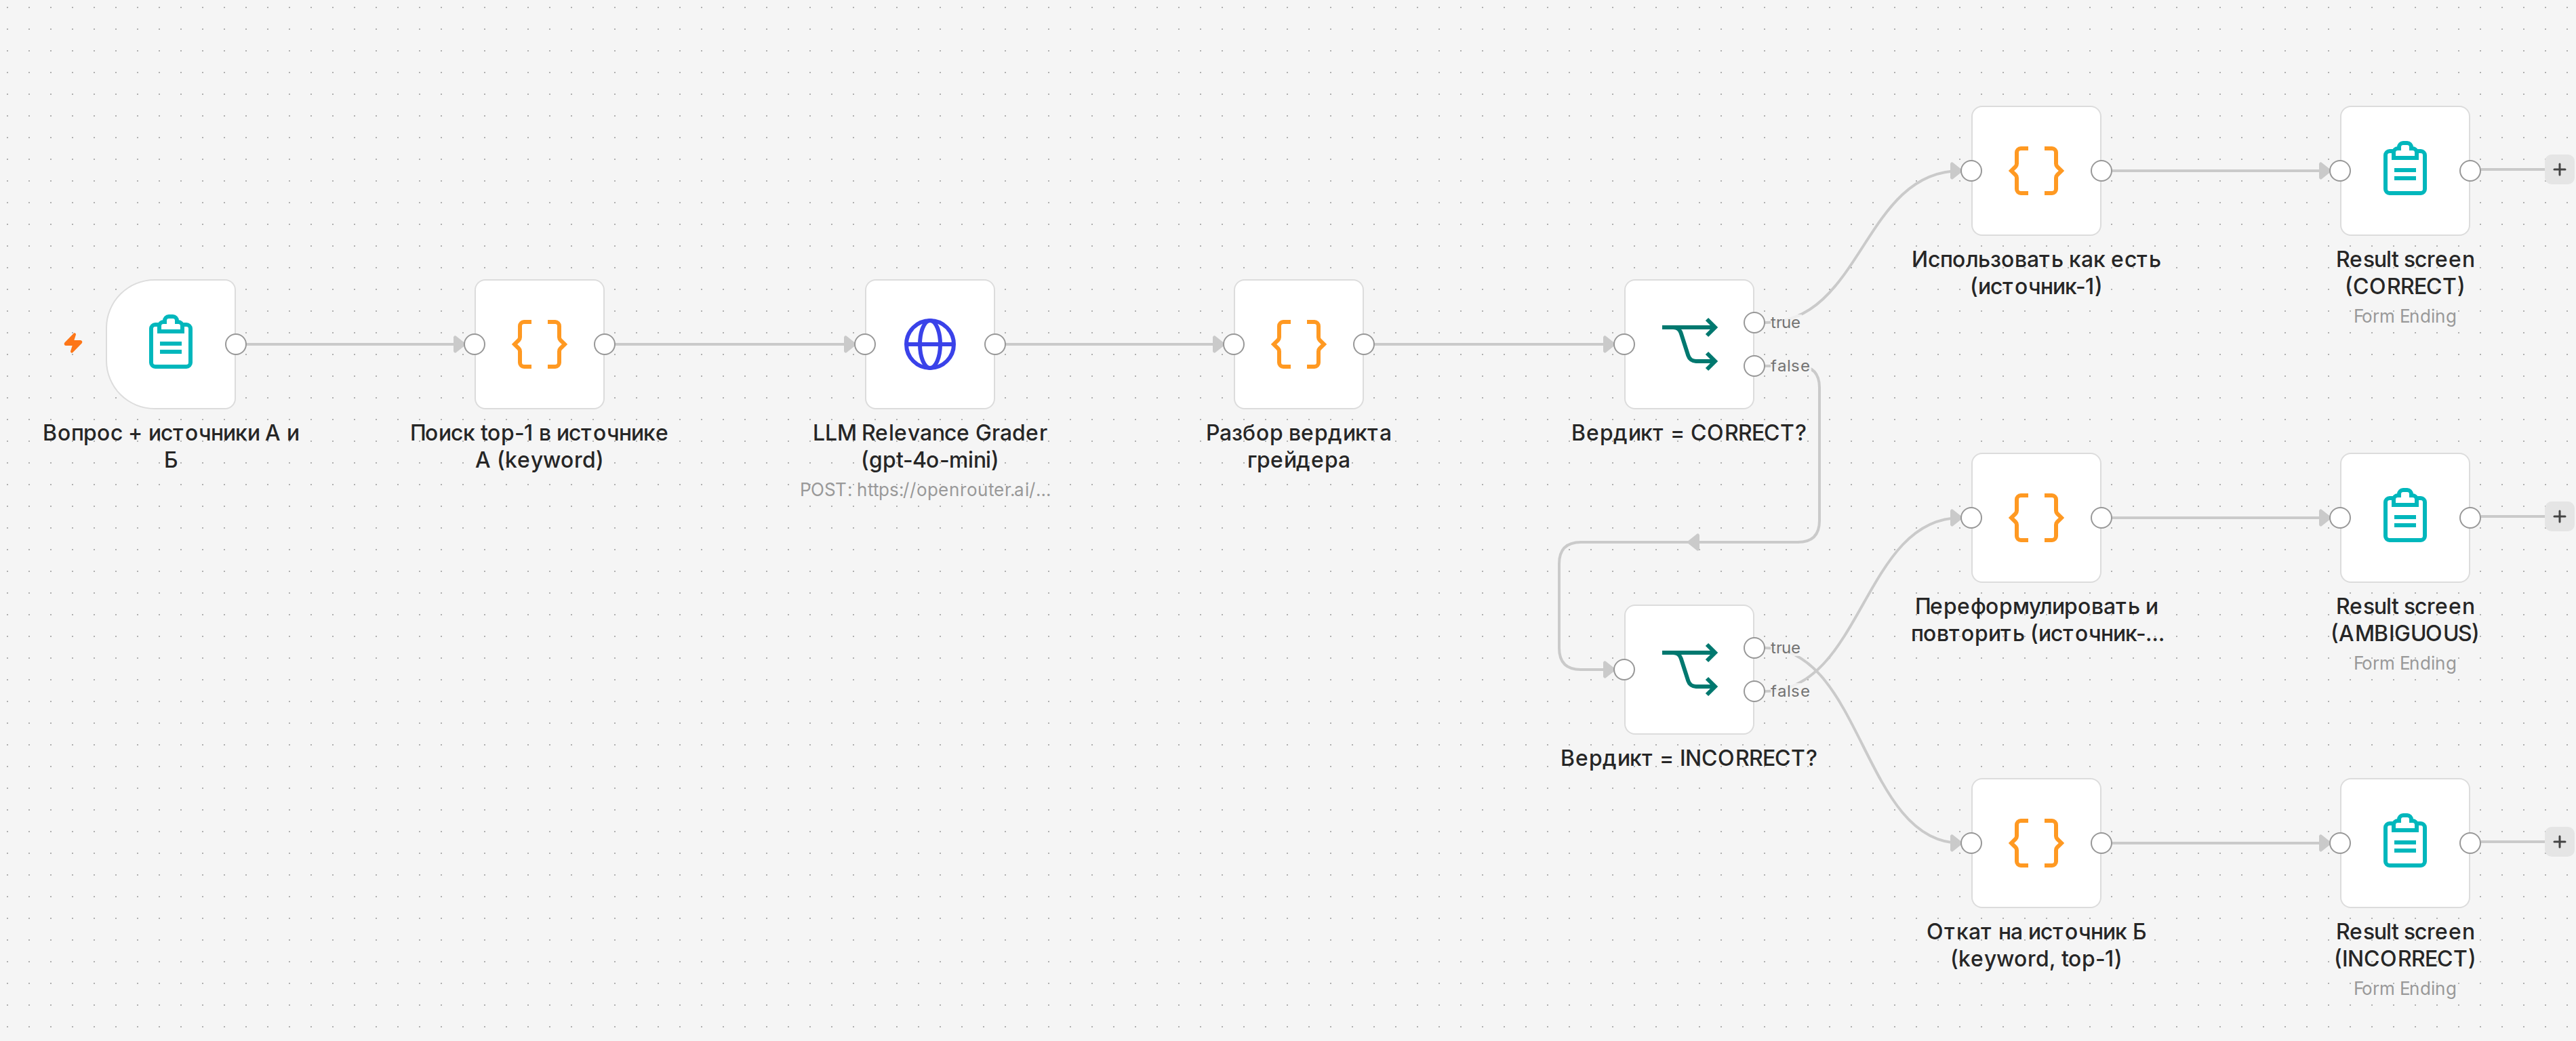 Вопрос + источники А и
Б
Поиск top-1 в источнике
А (keyword)
LLM Relevance Grader
(gpt-4o-mini)
POST: https://openrouter.ai/...
Разбор вердикта
грейдера
true
false
Вердикт = CORRECT?
true
false
Вердикт = INCORRECT?
Использовать как есть
(источник-1)
Result screen
(CORRECT)
Form Ending
Переформулировать и
повторить (источник-...
Result screen
(AMBIGUOUS)
Form Ending
Откат на источник Б
(keyword, top-1)
Result screen
(INCORRECT)
Form Ending